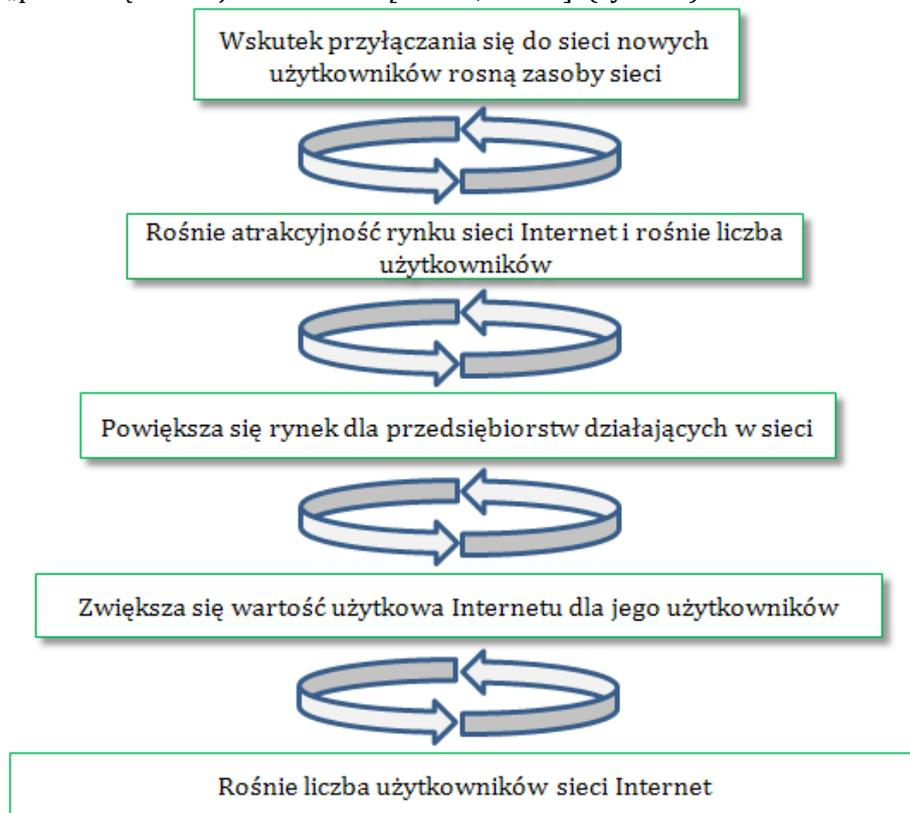 Wskutek przyłączania się do sieci nowych
użytkowników rosną zasoby sieci
Rośnie atrakcyjność rynku sieci Internet i rośnie liczba
użytkowników
Powiększa się rynek dla przedsiębiorstw działających w sieci
Zwiększa się wartość użytkowa Internetu dla jego użytkowników
Rośnie liczba użytkowników sieci Internet